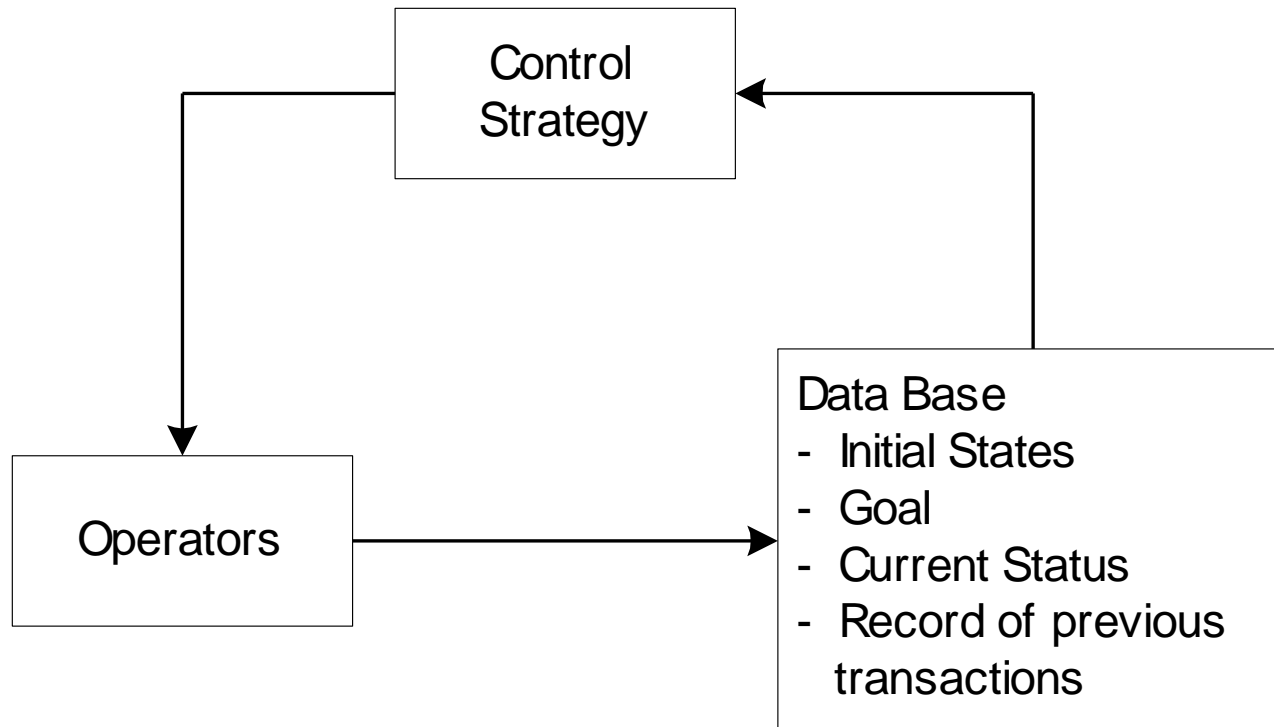 Control
Strategy
Operators
Data Base
- Initial States
- Goal
- Current Status
- Record of previous
transactions